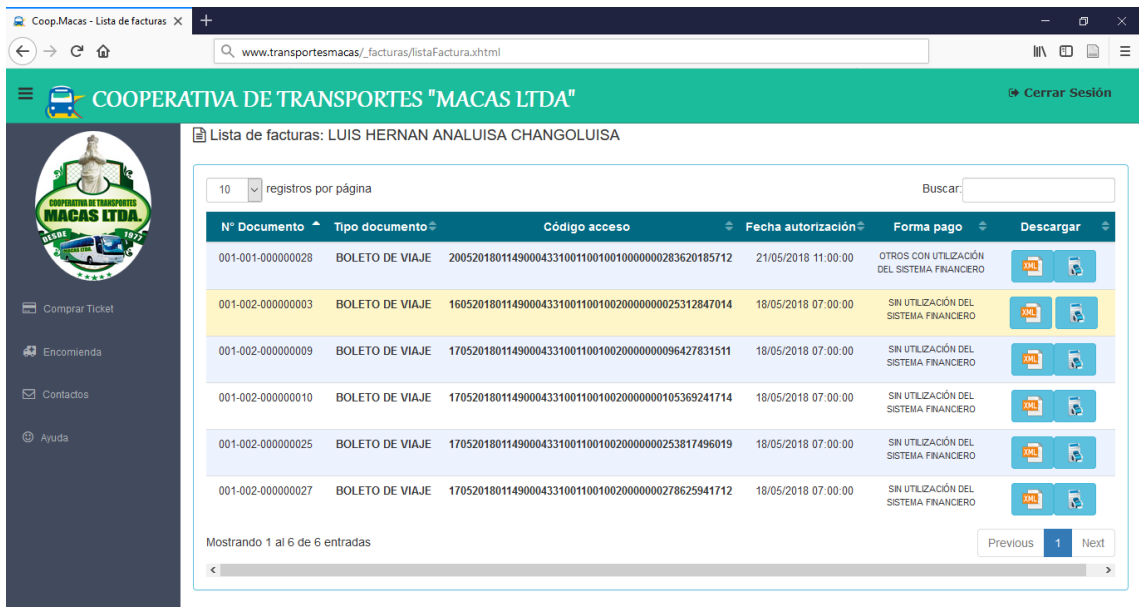 Coop.Macas - Lista de facturas
www.transportesmacas/_facturas/listaFactura.xhtml
COOPERATIVA DE TRANSPORTES "MACAS LTDA"
Cerrar Sesión
COOPERATIVA DE TRANSPORTES
MACAS LTDA.
DESDE 1977
MACAS LTDA.
Comprar Ticket
Encomienda
Contactos
Ayuda
Lista de facturas: LUIS HERNAN ANALUISA CHANGOLUISA
10 registros por página Buscar:
N° Documento Tipo documento Código acceso Fecha autorización Forma pago Descargar
001-001-000000028 BOLETO DE VIAJE 2005201801149000433100110010010000000283620185712 21/05/2018 11:00:00 OTROS CON UTILIZACIÓN
DEL SISTEMA FINANCIERO XML
001-002-000000003 BOLETO DE VIAJE 1605201801149000433100110010020000000025312847014 18/05/2018 07:00:00 SIN UTILIZACIÓN DEL
SISTEMA FINANCIERO XML
001-002-000000009 BOLETO DE VIAJE 1705201801149000433100110010020000000096427831511 18/05/2018 07:00:00 SIN UTILIZACIÓN DEL
SISTEMA FINANCIERO XML
001-002-000000010 BOLETO DE VIAJE 1705201801149000433100110010020000000105369241714 18/05/2018 07:00:00 SIN UTILIZACIÓN DEL
SISTEMA FINANCIERO XML
001-002-000000025 BOLETO DE VIAJE 1705201801149000433100110010020000000253817496019 18/05/2018 07:00:00 SIN UTILIZACIÓN DEL
SISTEMA FINANCIERO XML
001-002-000000027 BOLETO DE VIAJE 1705201801149000433100110010020000000278625941712 18/05/2018 07:00:00 SIN UTILIZACIÓN DEL
SISTEMA FINANCIERO XML
Mostrando 1 al 6 de 6 entradas
Previous 1 Next